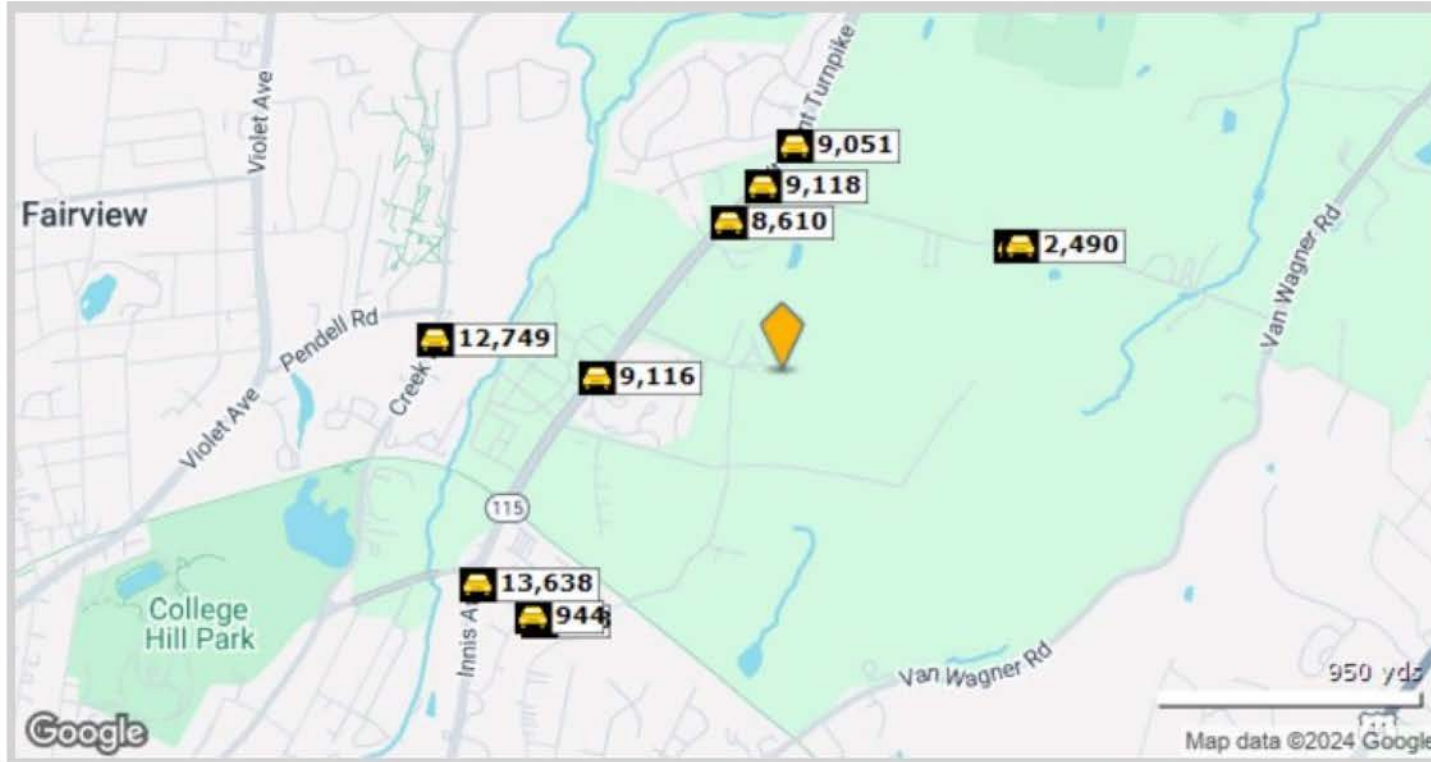 Violet Ave
Turnpike
9,051
9,118
8,610
Fairview
2,490
Van Wagner Rd
Pendell Rd
12,749
Creek
9,116
Violet Ave
115
13,638
944
College
Hill Park
Innis
Van Wagner Rd
950 yds
Google
Map data ©2024 Google